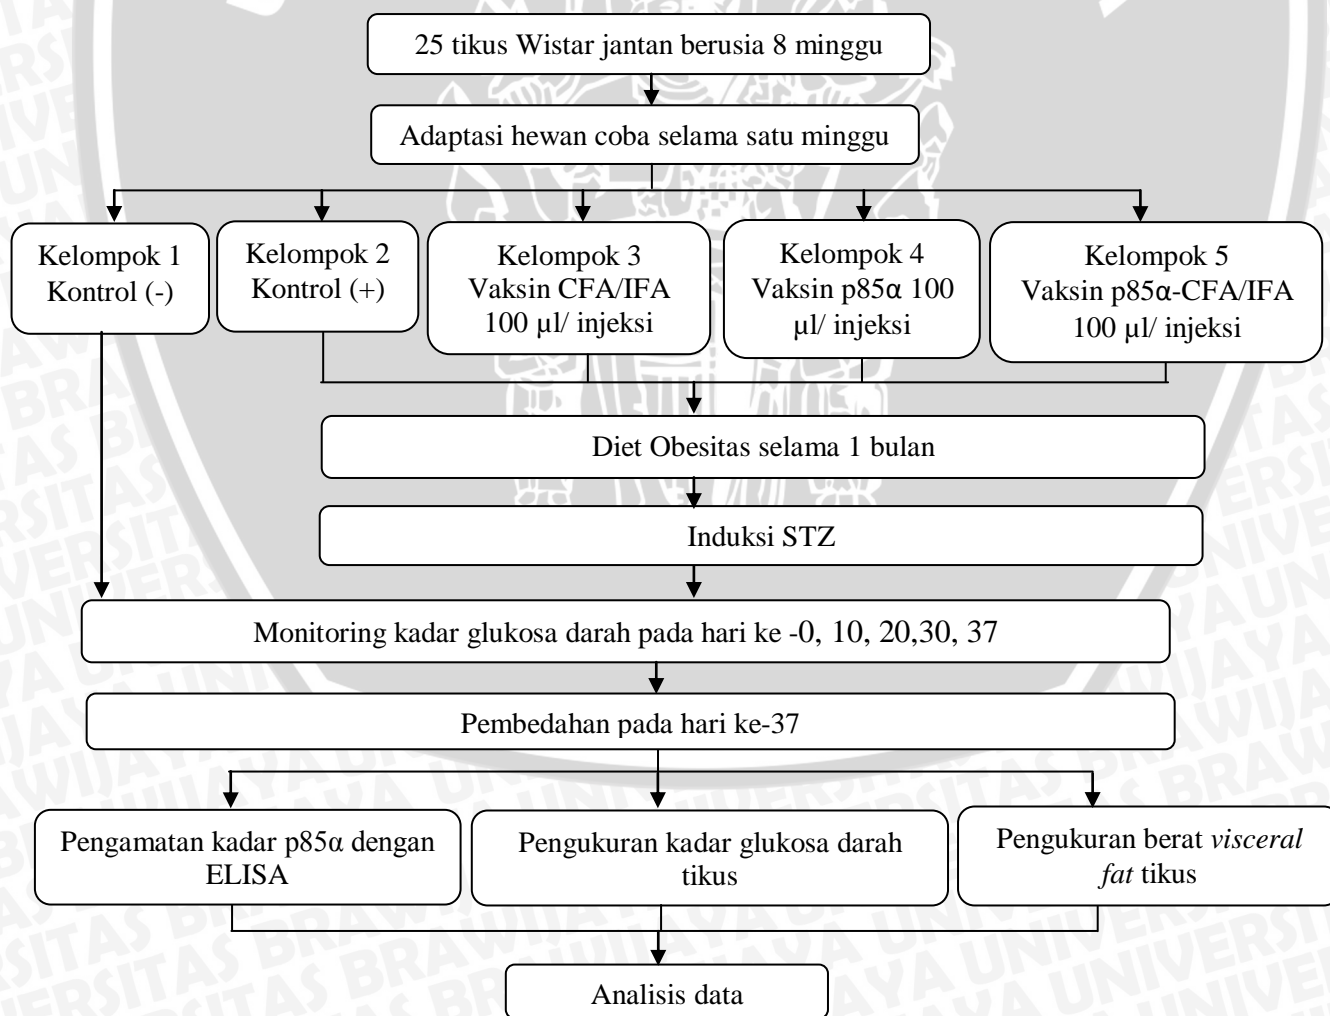 25 tikus Wistar jantan berusia 8 minggu
Adaptasi hewan coba selama satu minggu
Kelompok 1
Kontrol (-)
Kelompok 2
Kontrol (+)
Kelompok 3
Vaksin CFA/IFA
100 µl/ injeksi
Kelompok 4
Vaksin p85α 100
µl/ injeksi
Kelompok 5
Vaksin p85α-CFA/IFA
100 µl/ injeksi
Diet Obesitas selama 1 bulan
Induksi STZ
Monitoring kadar glukosa darah pada hari ke -0, 10, 20,30, 37
Pembedahan pada hari ke-37
Pengamatan kadar p85α dengan
ELISA
Pengukuran kadar glukosa darah
tikus
Pengukuran berat visceral
fat tikus
Analisis data